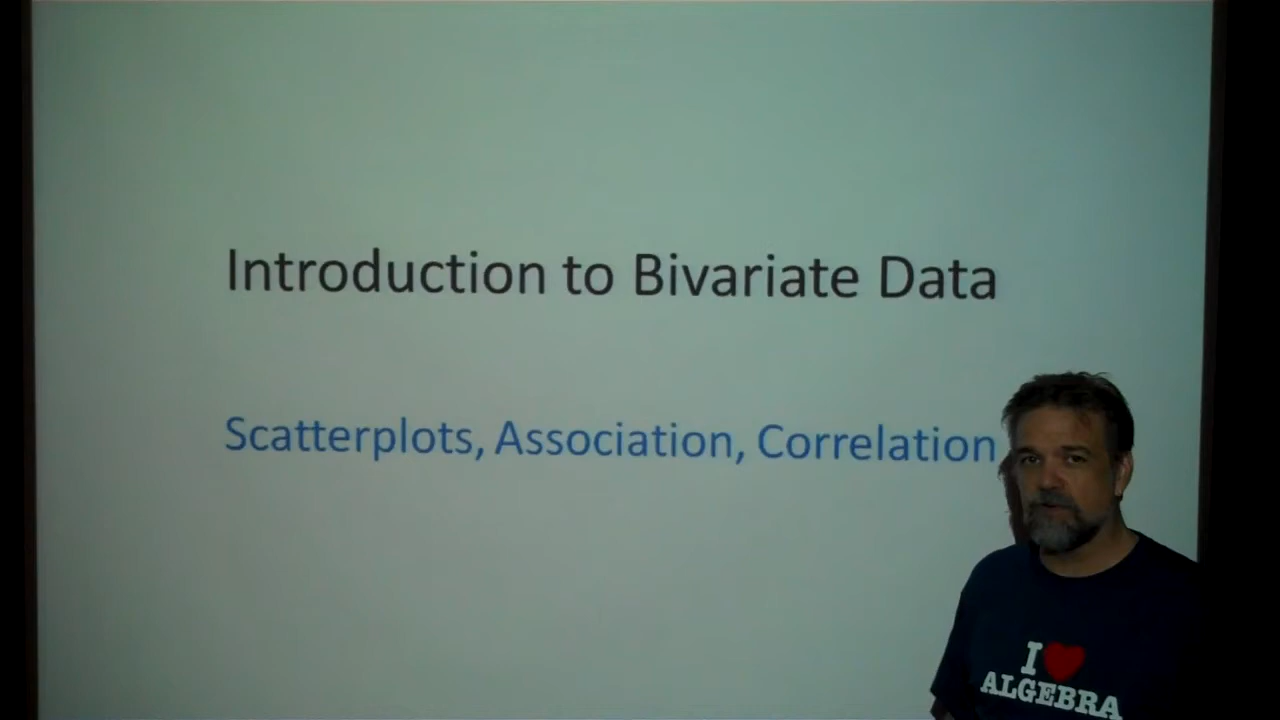 Introduction to Bivariate Data
Scatterplots, Association, Correlation
I ❤ 
ALGEBRA